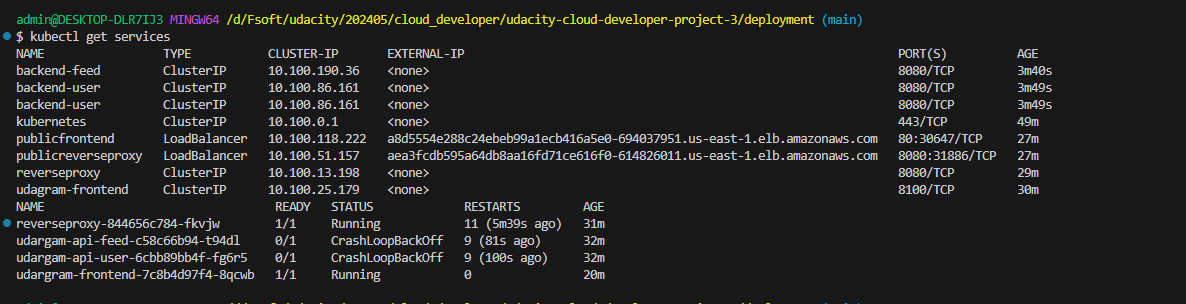 admin@DESKTOP-DLR7IJ3 MINGW64 /d/Fsoft/udacity/202405/cloud_developer/udacity-cloud-developer-project-3/deployment (main)
$ kubectl get services
NAME TYPE CLUSTER-IP EXTERNAL-IP PORT(S) AGE
backend-feed ClusterIP 10.100.190.36 <none> 8080/TCP 3m40s
backend-user ClusterIP 10.100.86.161 <none> 8080/TCP 3m49s
backend-user ClusterIP 10.100.86.161 <none> 8080/TCP 3m49s
kubernetes ClusterIP 10.100.0.1 <none> 443/TCP 49m
publicfrontend LoadBalancer 10.100.118.222 a8d5554e288c24ebeb99a1ecb416a5e0-694037951.us-east-1.elb.amazonaws.com 80:30647/TCP 27m
publicreverseproxy LoadBalancer 10.100.51.157 aea3fcdb595a64db8aa16fd71ce616f0-614826011.us-east-1.elb.amazonaws.com 8080:31886/TCP 27m
reverseproxy ClusterIP 10.100.13.198 <none> 8080/TCP 29m
udagram-frontend ClusterIP 10.100.25.179 <none> 8100/TCP 30m
NAME READY STATUS RESTARTS AGE
reverseproxy-844656c784-fkvjw 1/1 Running 11 (5m39s ago) 31m
udargam-api-feed-c58c66b94-t94dl 0/1 CrashLoopBackOff 9 (81s ago) 32m
udargam-api-user-6cbb89bb4f-fg6r5 0/1 CrashLoopBackOff 9 (100s ago) 32m
udargram-frontend-7c8b4d97f4-8qcwb 1/1 Running 0 20m